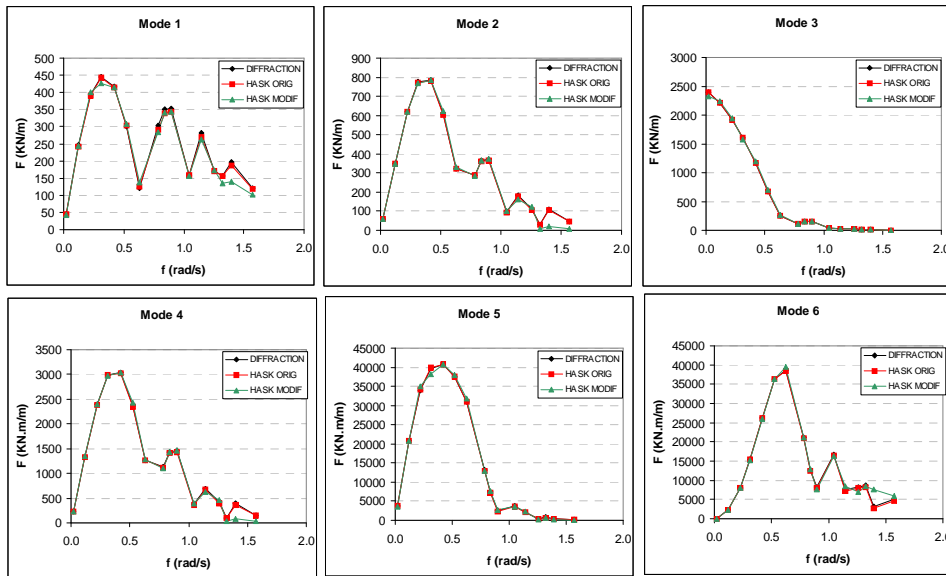 Mode 1
F (KN/m)
500
450
400
350
300
250
200
150
100
50
0
0.0 0.5 1.0 1.5 2.0
f (rad/s)
DIFFRACTION
HASK ORIG
HASK MODIF
Mode 2
F (KN/m)
900
800
700
600
500
400
300
200
100
0
0.0 0.5 1.0 1.5 2.0
f (rad/s)
DIFFRACTION
HASK ORIG
HASK MODIF
Mode 3
F (KN/m)
3000
2500
2000
1500
1000
500
0
0.0 0.5 1.0 1.5 2.0
f (rad/s)
DIFFRACTION
HASK ORIG
HASK MODIF
Mode 4
F (KN.m/m)
3500
3000
2500
2000
1500
1000
500
0
0.0 0.5 1.0 1.5 2.0
f (rad/s)
DIFFRACTION
HASK ORIG
HASK MODIF
Mode 5
F (KN.m/m)
45000
40000
35000
30000
25000
20000
15000
10000
5000
0
0.0 0.5 1.0 1.5 2.0
f (rad/s)
DIFFRACTION
HASK ORIG
HASK MODIF
Mode 6
F (KN.m/m)
45000
40000
35000
30000
25000
20000
15000
10000
5000
0
0.0 0.5 1.0 1.5 2.0
f (rad/s)
DIFFRACTION
HASK ORIG
HASK MODIF